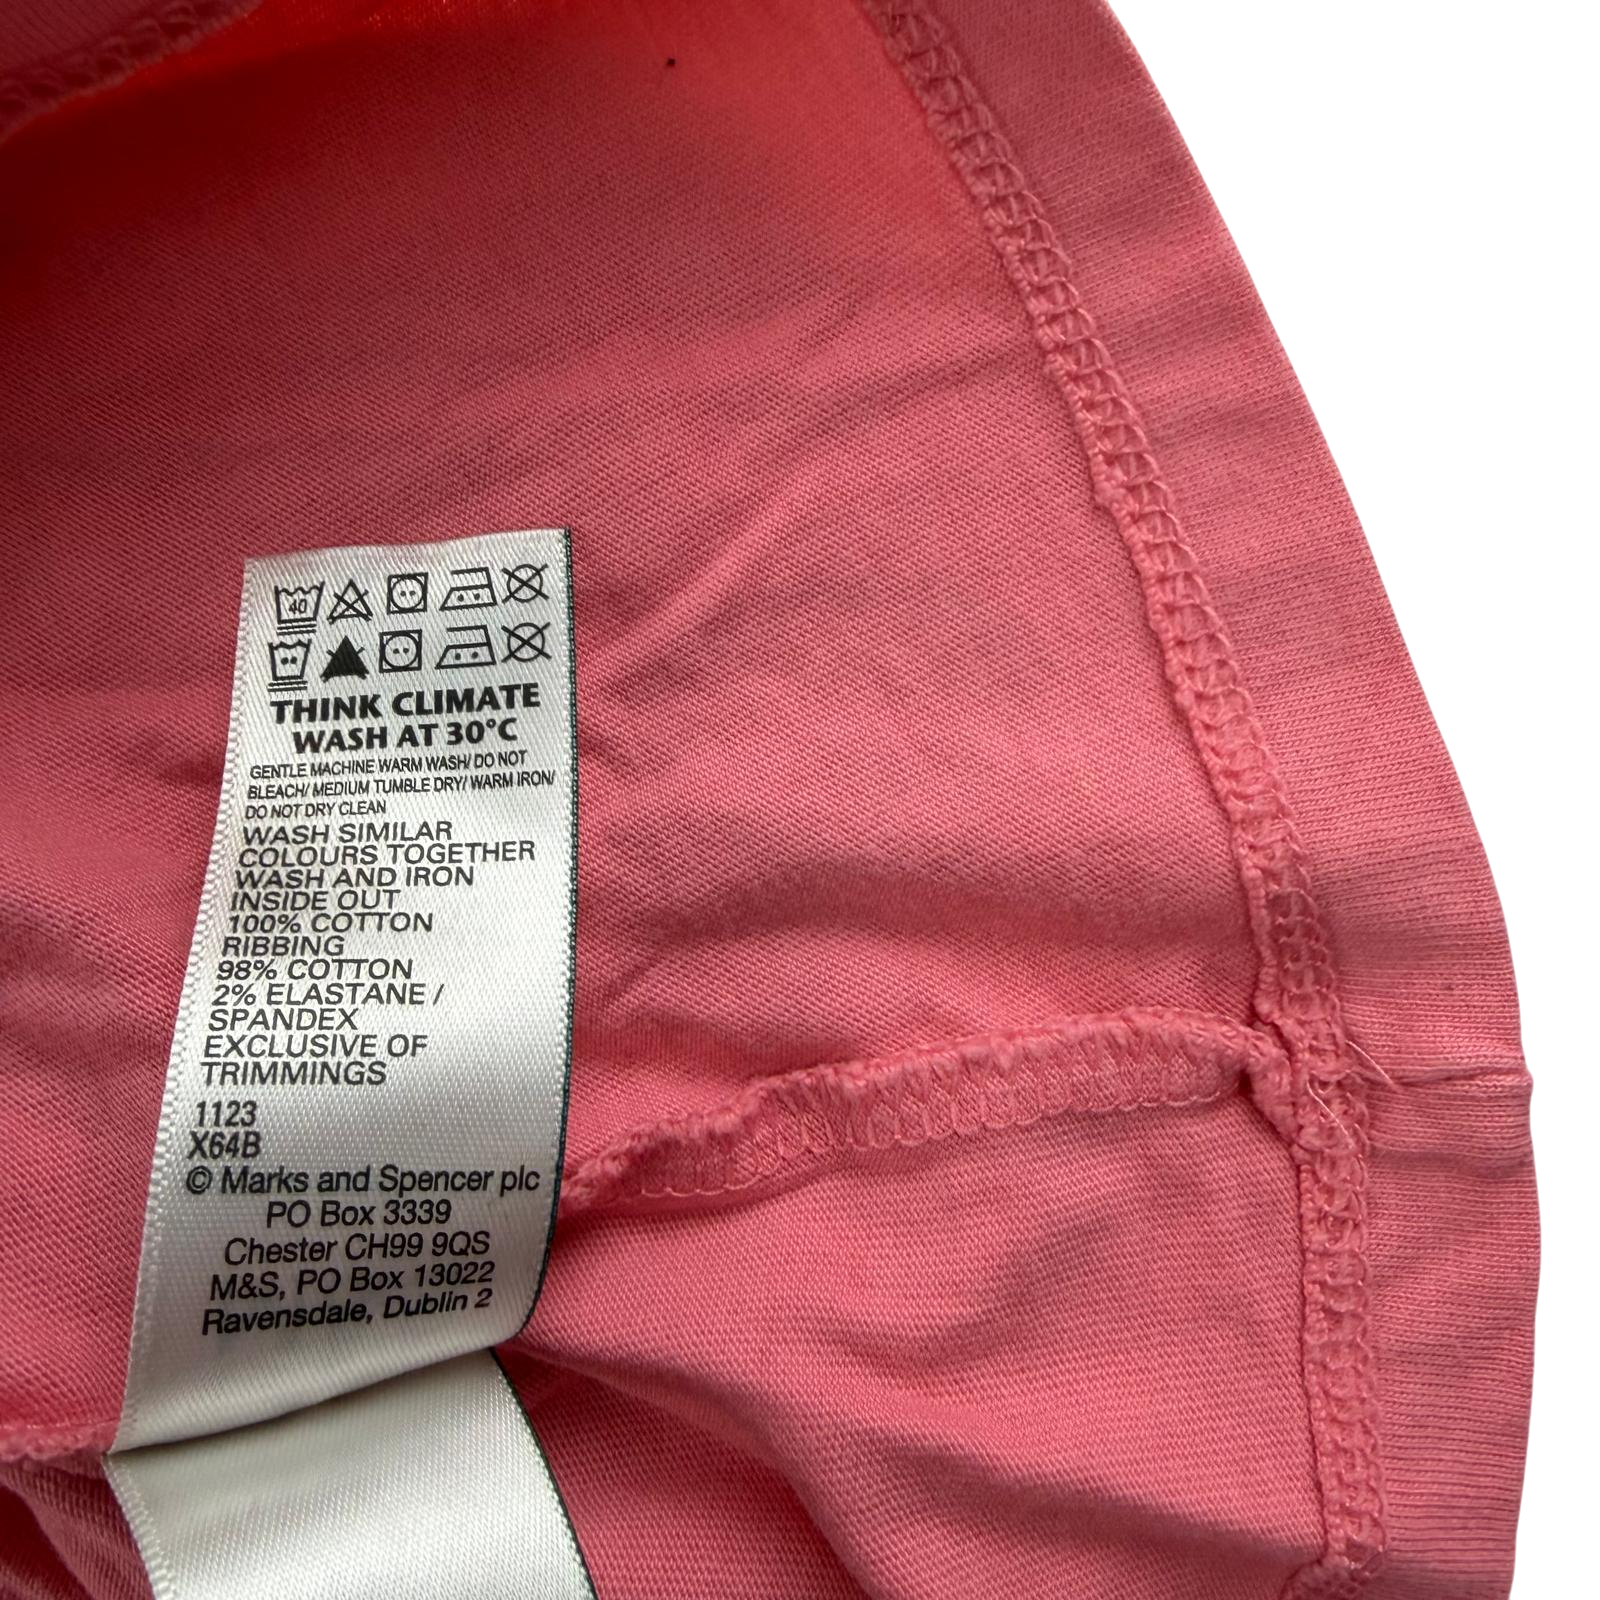 40
THINK CLIMATE
WASH AT 30°C
GENTLE MACHINE WARM WASH/ DO NOT
BLEACH/ MEDIUM TUMBLE DRY/ WARM IRON/
DO NOT DRY CLEAN
WASH SIMILAR
COLOURS TOGETHER
WASH AND IRON
INSIDE OUT
100% COTTON
RIBBING
98% COTTON
2% ELASTANE /
SPANDEX
EXCLUSIVE OF
TRIMMINGS
1123
X64B
© Marks and Spencer plc
PO Box 3339
Chester CH99 9QS
M&S, PO Box 13022
Ravensdale, Dublin 2